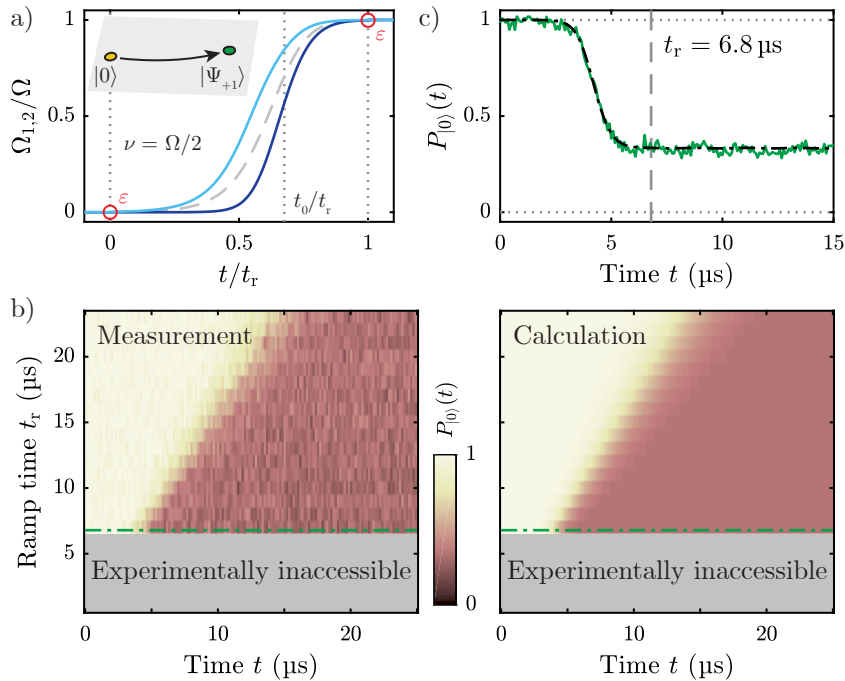 a)
1
0.5
0
Ω₁,₂/Ω
ε
|0⟩
|Ψ₊₁⟩
ν = Ω/2
ε
t₀/tᵣ
0
0.5
1
t/tᵣ
c)
1
0.5
0
P|0⟩(t)
tᵣ = 6.8 µs
0
5
10
15
Time t (µs)
b)
Measurement
20
15
10
5
Ramp time tᵣ (µs)
Experimentally inaccessible
0
10
20
Time t (µs)
P|0⟩(t)
1
0
Calculation
Experimentally inaccessible
0
10
20
Time t (µs)